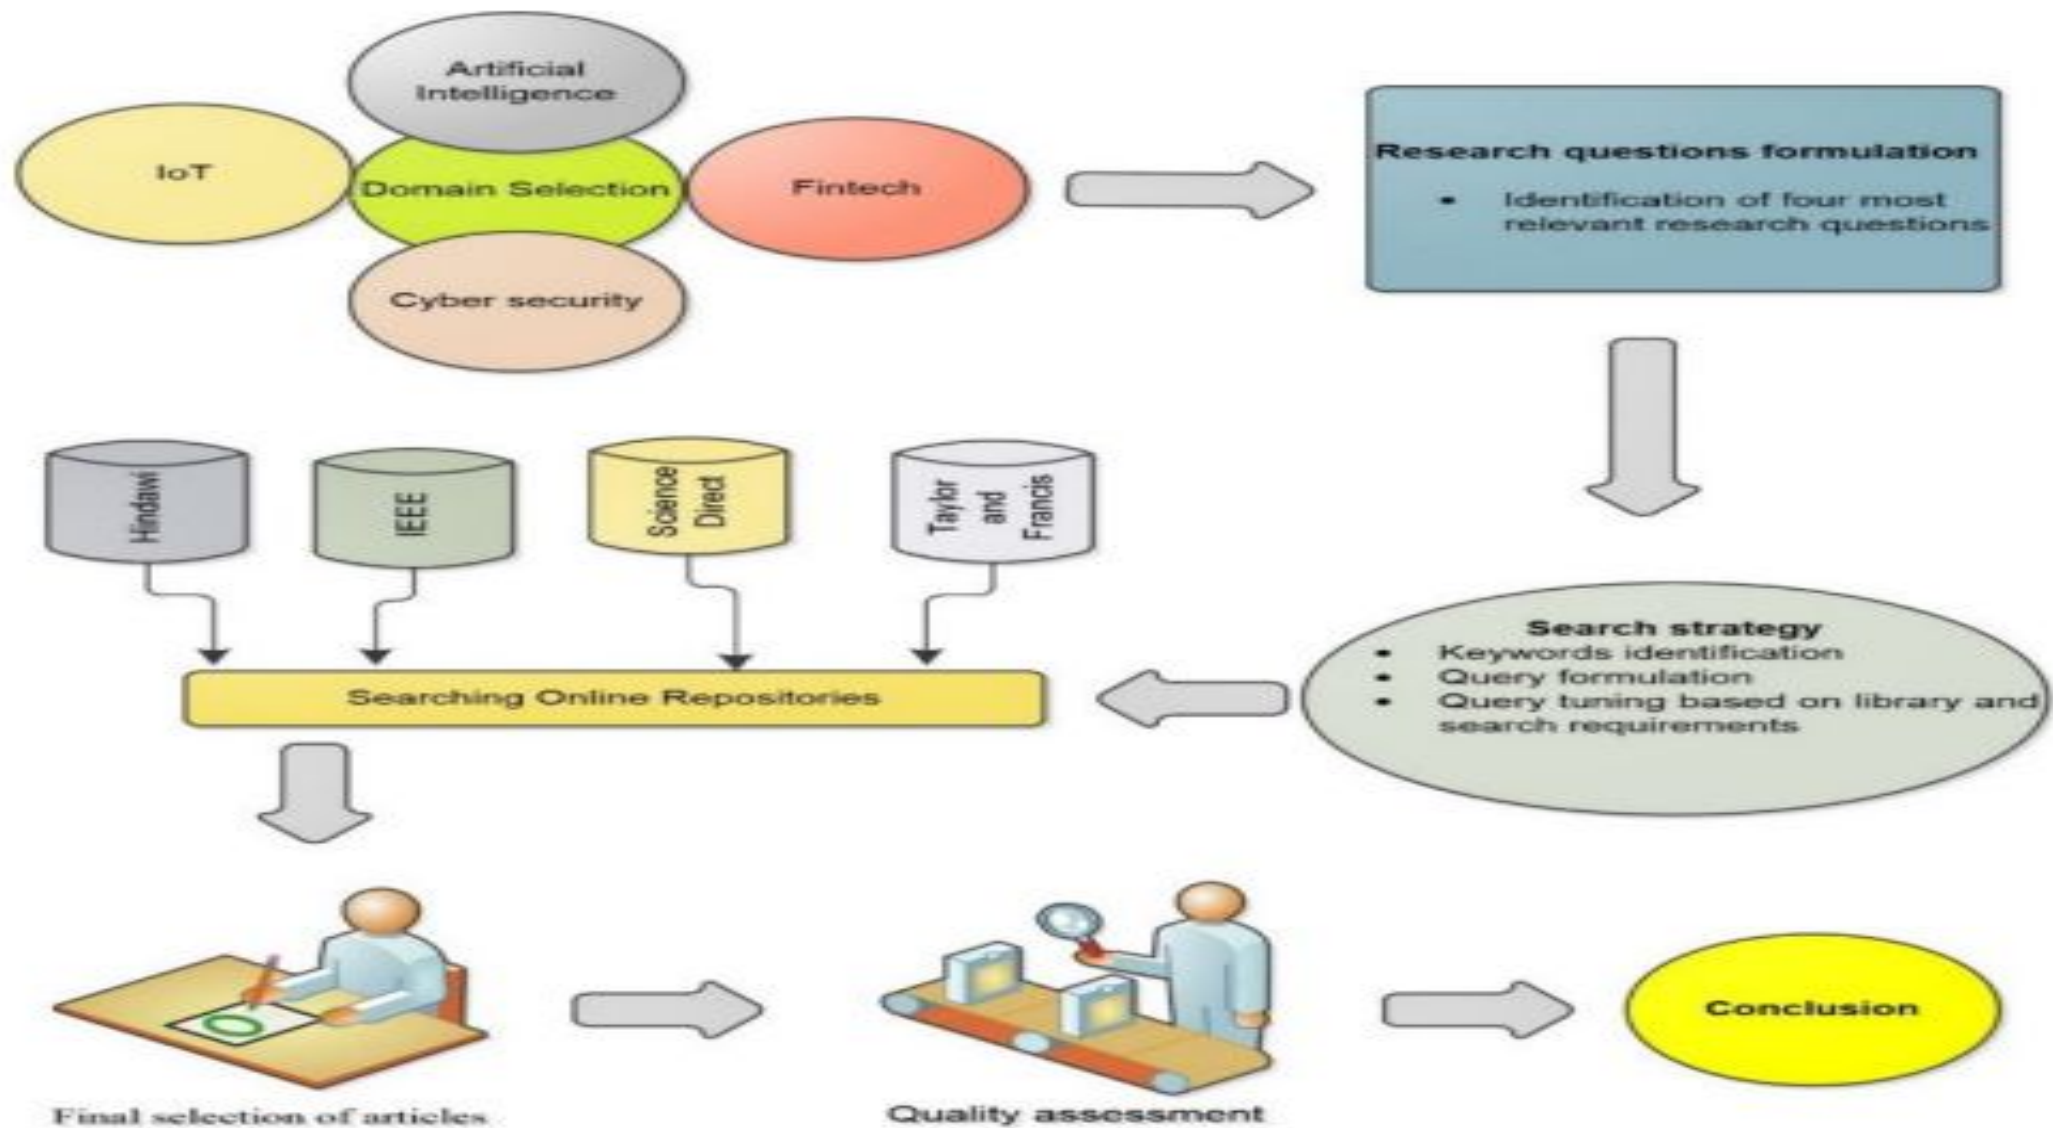 Artificial
Intelligence
IoT
Domain Selection
Fintech
Cyber security
Research questions formulation
• Identification of four most
relevant research questions
Hindawi
IEEE
Science
Direct
Taylor
and
Francis
Search strategy
• Keywords identification
• Query formulation
• Query tuning based on library and
search requirements
Searching Online Repositories
Final selection of articles
Quality assessment
Conclusion